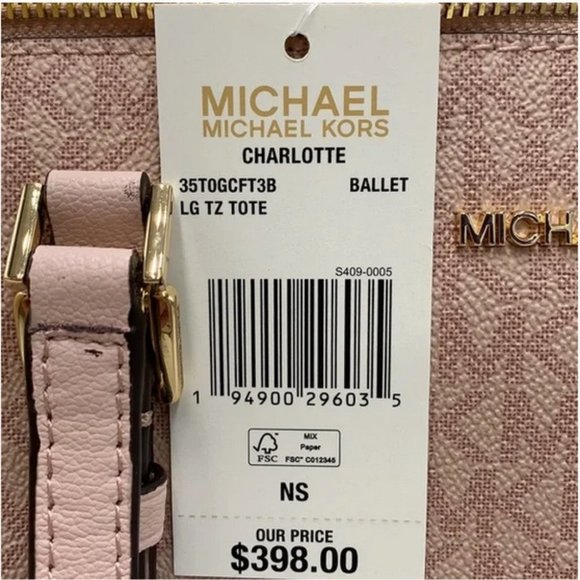 MICHAEL
MICHAEL KORS
CHARLOTTE
35T0GCFT3B BALLET
LG TZ TOTE
MICH
S409-0005
1 94900 29603 5
FSC
MIX
Paper
FSC® C012345
NS
OUR PRICE
$398.00